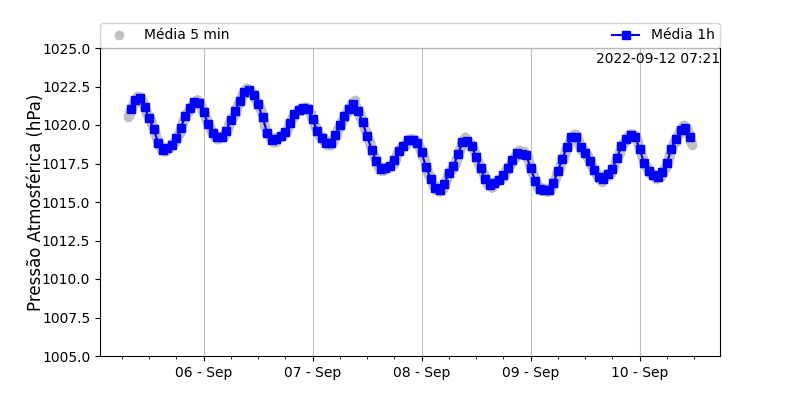 Média 5 min
Média 1h
2022-09-12 07:21
Pressão Atmosférica (hPa)
1025.0
1022.5
1020.0
1017.5
1015.0
1012.5
1010.0
1007.5
1005.0
06 - Sep
07 - Sep
08 - Sep
09 - Sep
10 - Sep